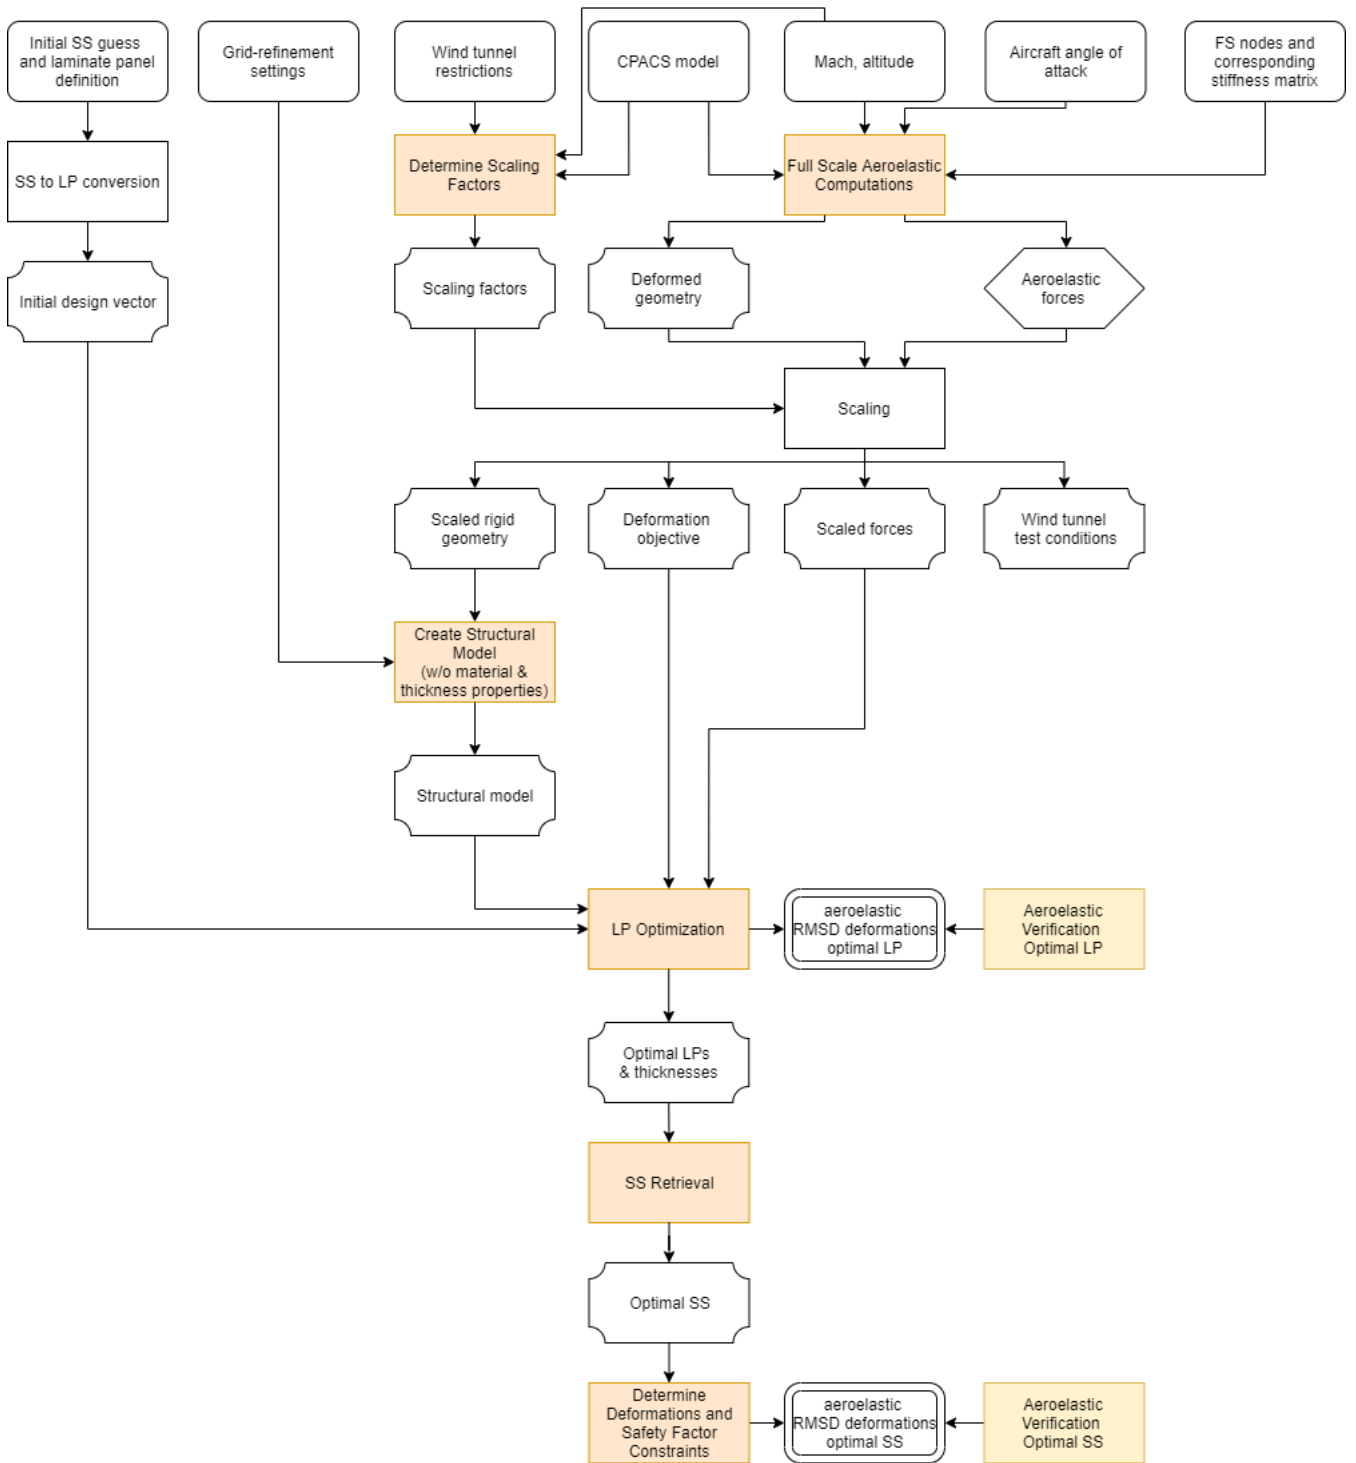 Initial SS guess
and laminate panel
definition
Grid-refinement
settings
Wind tunnel
restrictions
CPACS model
Mach, altitude
Aircraft angle of
attack
FS nodes and
corresponding
stiffness matrix
SS to LP conversion
Determine Scaling
Factors
Full Scale Aeroelastic
Computations
Initial design vector
Scaling factors
Deformed
geometry
Aeroelastic
forces
Scaling
Scaled rigid
geometry
Deformation
objective
Scaled forces
Wind tunnel
test conditions
Create Structural
Model
(w/o material &
thickness properties)
Structural model
LP Optimization
aeroelastic
RMSD deformations
optimal LP
Aeroelastic
Verification
Optimal LP
Optimal LPs
& thicknesses
SS Retrieval
Optimal SS
Determine
Deformations and
Safety Factor
Constraints
aeroelastic
RMSD deformations
optimal SS
Aeroelastic
Verification
Optimal SS